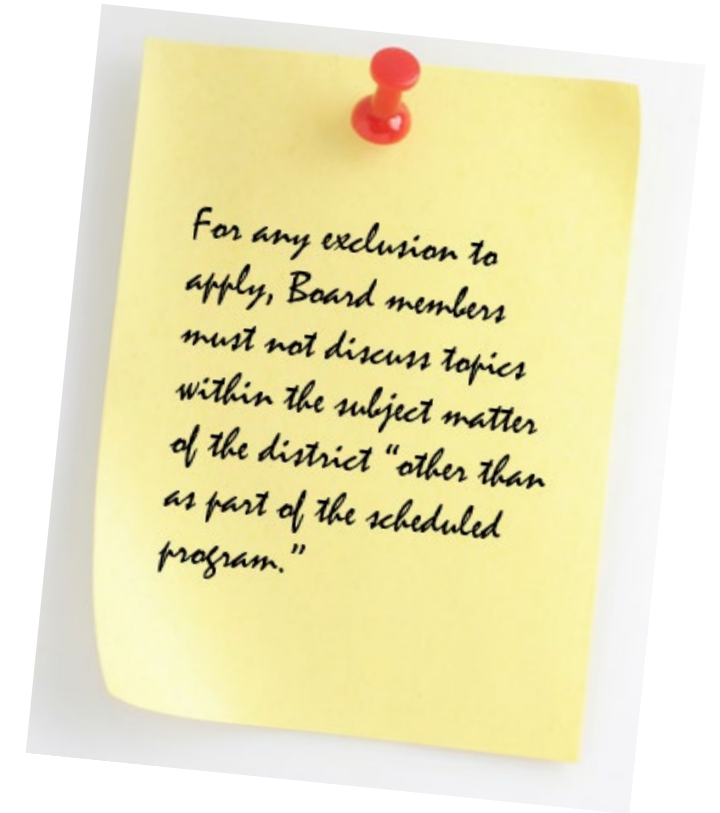 For any exclusion to
apply, Board members
must not discuss topics
within the subject matter
of the district “other than
as part of the scheduled
program.”